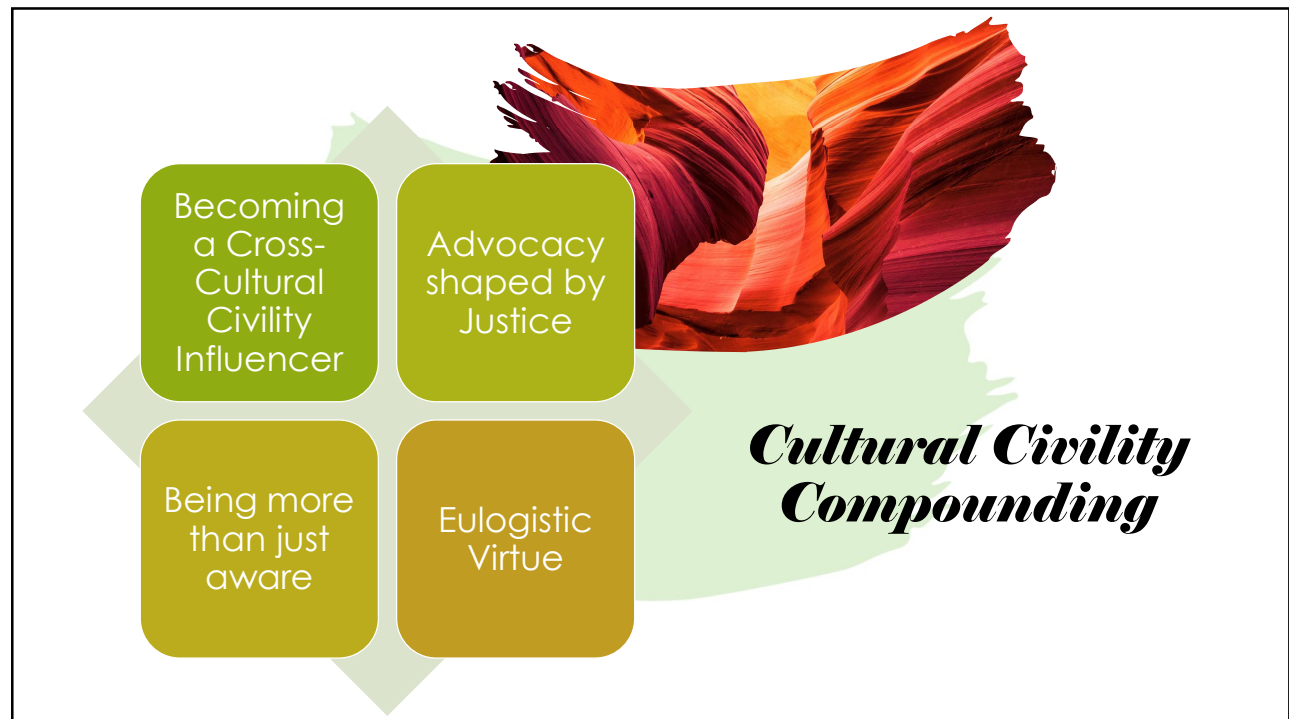 Becoming
a Cross-
Cultural
Civility
Influencer
Advocacy
shaped by
Justice
Being more
than just
aware
Eulogistic
Virtue
Cultural Civility
Compounding